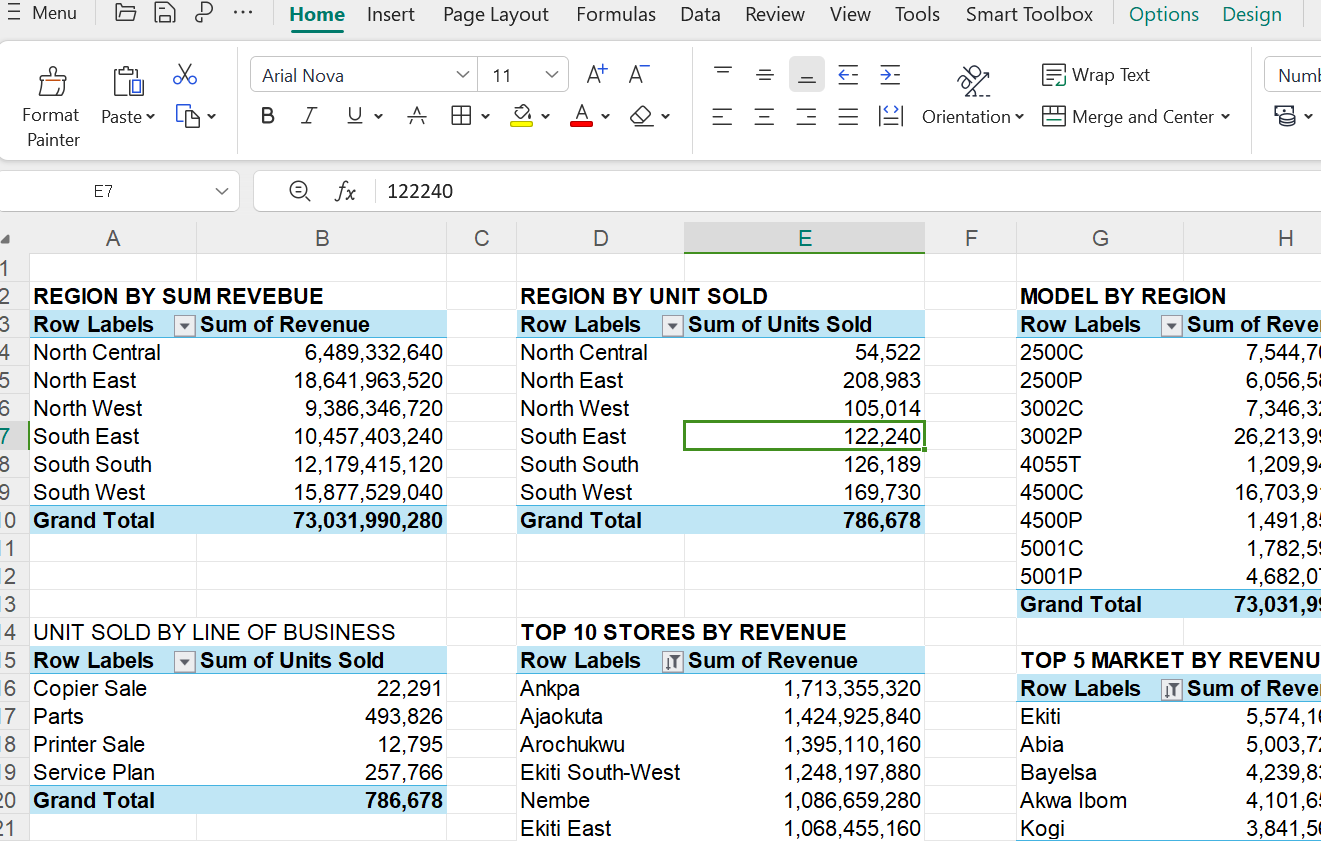 Menu Home Insert Page Layout Formulas Data Review View Tools Smart Toolbox Options Design
Format Painter Paste Arial Nova 11 A+ A- B I U A A Orientation Wrap Text Merge and Center Numb
E7 fx 122240
A B C D E F G H
1
2 REGION BY SUM REVEBUE REGION BY UNIT SOLD MODEL BY REGION
3 Row Labels Sum of Revenue Row Labels Sum of Units Sold Row Labels Sum of Reve
4 North Central 6,489,332,640 North Central 54,522 2500C 7,544,7
5 North East 18,641,963,520 North East 208,983 2500P 6,056,5
6 North West 9,386,346,720 North West 105,014 3002C 7,346,3
7 South East 10,457,403,240 South East 122,240 3002P 26,213,9
8 South South 12,179,415,120 South South 126,189 4055T 1,209,9
9 South West 15,877,529,040 South West 169,730 4500C 16,703,9
10 Grand Total 73,031,990,280 Grand Total 786,678 4500P 1,491,8
11 5001C 1,782,5
12 5001P 4,682,0
13 Grand Total 73,031,9
14 UNIT SOLD BY LINE OF BUSINESS TOP 10 STORES BY REVENUE
15 Row Labels Sum of Units Sold Row Labels Sum of Revenue TOP 5 MARKET BY REVENU
16 Copier Sale 22,291 Ankpa 1,713,355,320 Row Labels Sum of Reve
17 Parts 493,826 Ajaokuta 1,424,925,840 Ekiti 5,574,1
18 Printer Sale 12,795 Arochukwu 1,395,110,160 Abia 5,003,7
19 Service Plan 257,766 Ekiti South-West 1,248,197,880 Bayelsa 4,239,8
20 Grand Total 786,678 Nembe 1,086,659,280 Akwa Ibom 4,101,6
21 Ekiti East 1,068,455,160 Kogi 3,841,5